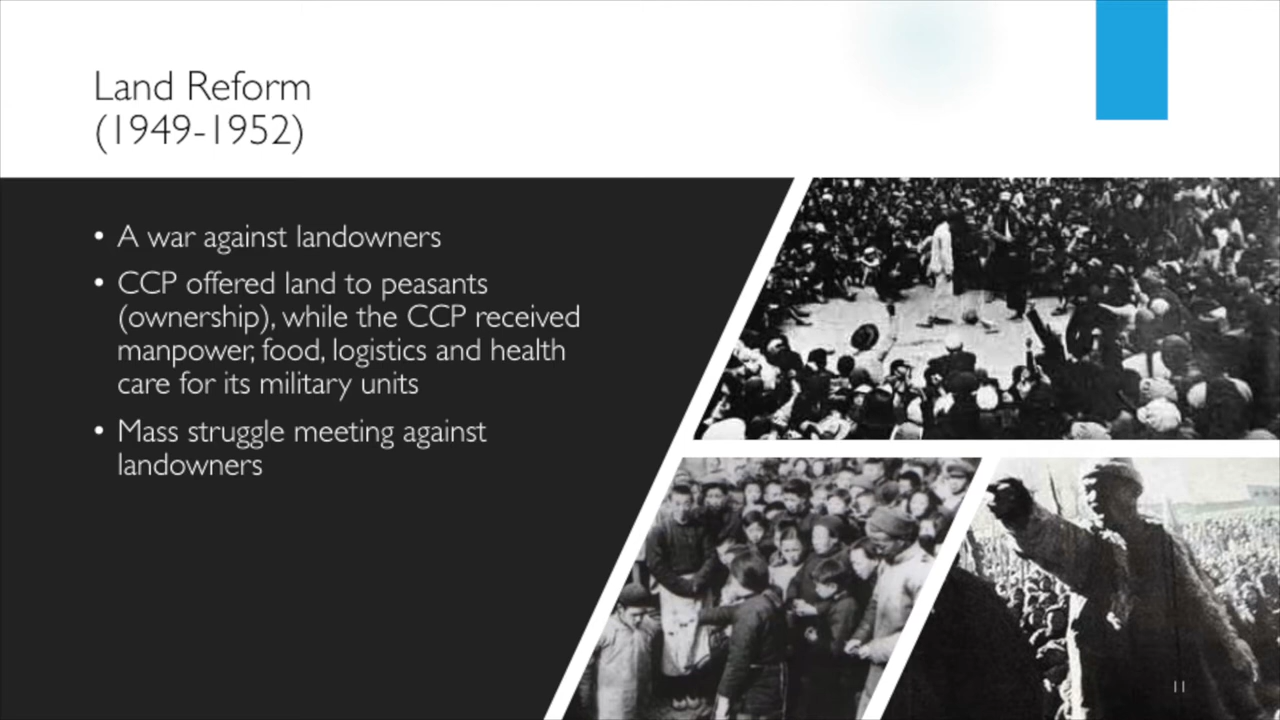 Land Reform
(1949-1952)
• A war against landowners
• CCP offered land to peasants
(ownership), while the CCP received
manpower, food, logistics and health
care for its military units
• Mass struggle meeting against
landowners
11